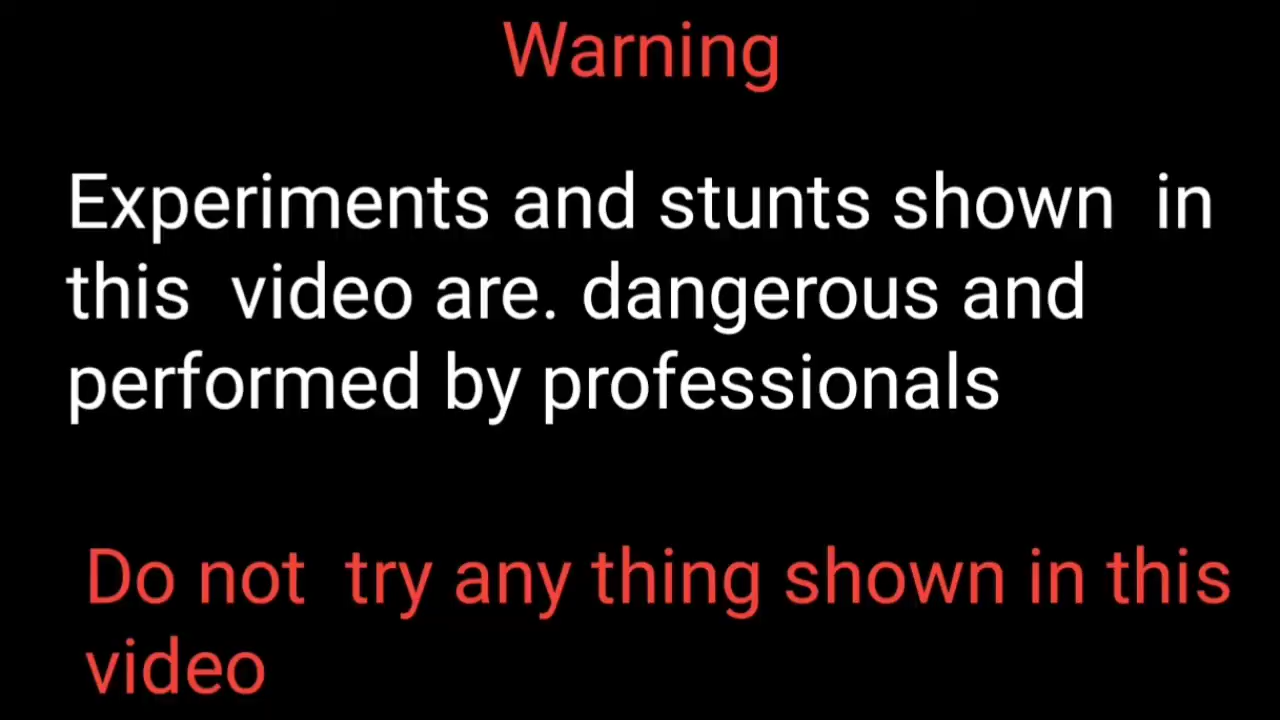 Warning
Experiments and stunts shown  in
this  video are. dangerous and
performed by professionals
Do not  try any thing shown in this
video